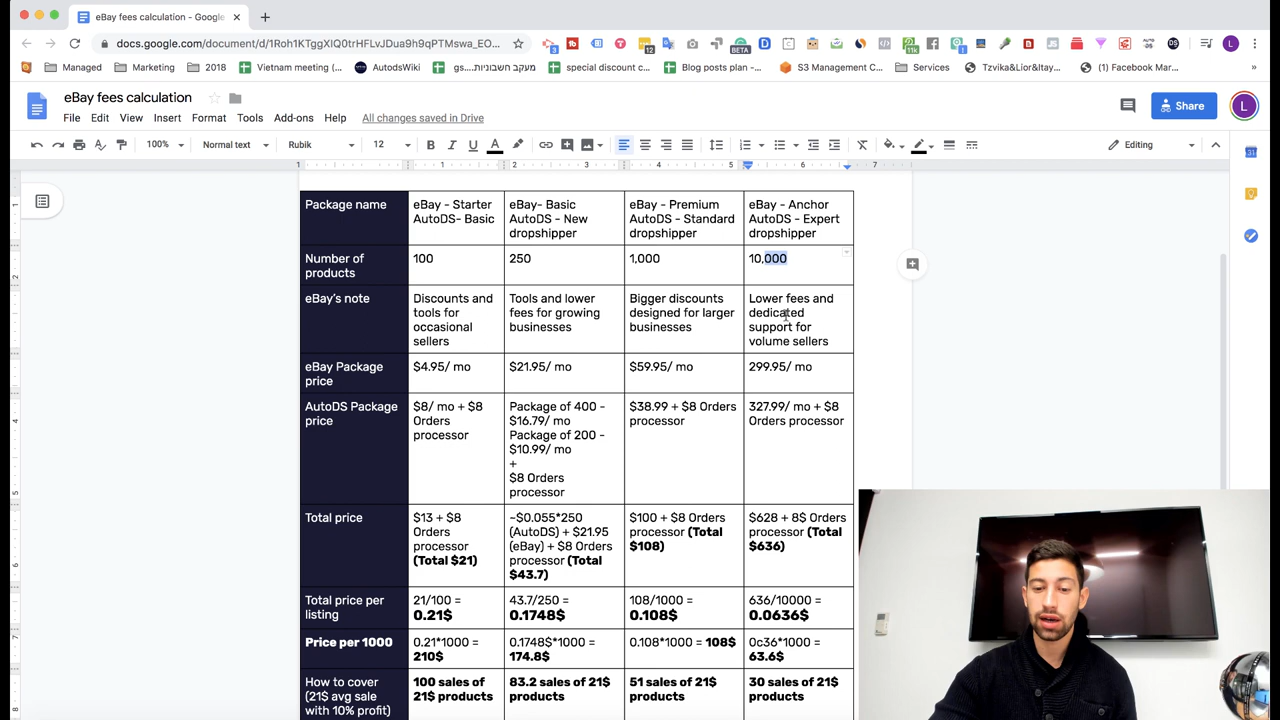 eBay fees calculation - Google
docs.google.com/document/d/1Roh1KTggXIQ0trHFLvJDua9h9qPTMswa_EO...
Managed
Marketing
2018
Vietnam meeting (...
AutodsWiki
gs....מעקב חשבוניות
special discount c...
Blog posts plan -...
S3 Management C...
Services
Tzvika&Lior&Itay...
(1) Facebook Mar...
eBay fees calculation
File Edit View Insert Format Tools Add-ons Help All changes saved in Drive
Share
L
100% Normal text Rubik 12 Editing
1 1 2 3 4 5 6 7
Package name
eBay - Starter
AutoDS- Basic
eBay- Basic
AutoDS - New
dropshipper
eBay - Premium
AutoDS - Standard
dropshipper
eBay - Anchor
AutoDS - Expert
dropshipper
Number of
products
100
250
1,000
10,000
eBay's note
Discounts and
tools for
occasional
sellers
Tools and lower
fees for growing
businesses
Bigger discounts
designed for larger
businesses
Lower fees and
dedicated
support for
volume sellers
eBay Package
price
$4.95/ mo
$21.95/ mo
$59.95/ mo
299.95/ mo
AutoDS Package
price
$8/ mo + $8
Orders
processor
Package of 400 -
$16.79/ mo
Package of 200 -
$10.99/ mo
+
$8 Orders
processor
$38.99 + $8 Orders
processor
327.99/ mo + $8
Orders processor
Total price
$13 + $8
Orders
processor
(Total $21)
~$0.055*250
(AutoDS) + $21.95
(eBay) + $8 Orders
processor (Total
$43.7)
$100 + $8 Orders
processor (Total
$108)
$628 + 8$ Orders
processor (Total
$636)
Total price per
listing
21/100 =
0.21$
43.7/250 =
0.1748$
108/1000 =
0.108$
636/10000 =
0.0636$
Price per 1000
0.21*1000 =
210$
0.1748$*1000 =
174.8$
0.108*1000 = 108$
0c36*1000 =
63.6$
How to cover
(21$ avg sale
with 10% profit)
100 sales of
21$ products
83.2 sales of 21$
products
51 sales of 21$
products
30 sales of 21$
products